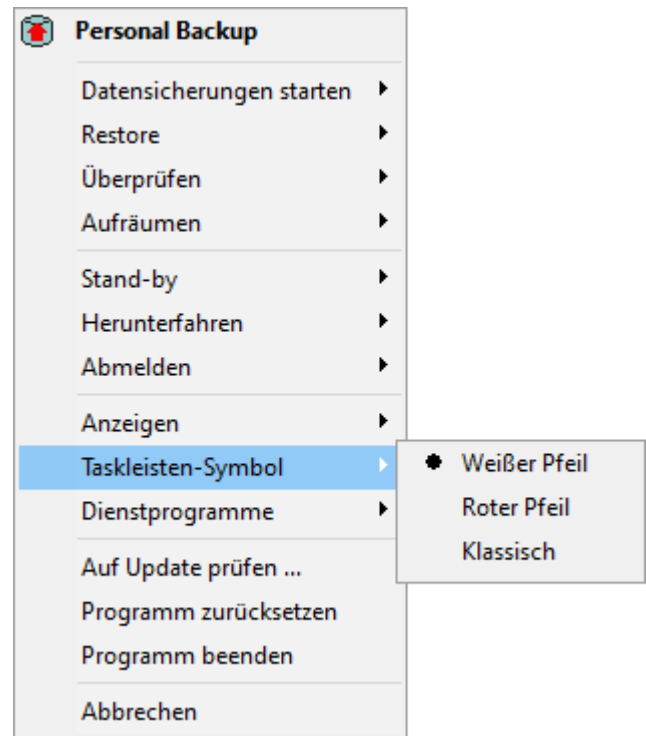 Personal Backup
Datensicherungen starten
Restore
Überprüfen
Aufräumen
Stand-by
Herunterfahren
Abmelden
Anzeigen
Taskleisten-Symbol
Weißer Pfeil
Roter Pfeil
Klassisch
Dienstprogramme
Auf Update prüfen ...
Programm zurücksetzen
Programm beenden
Abbrechen